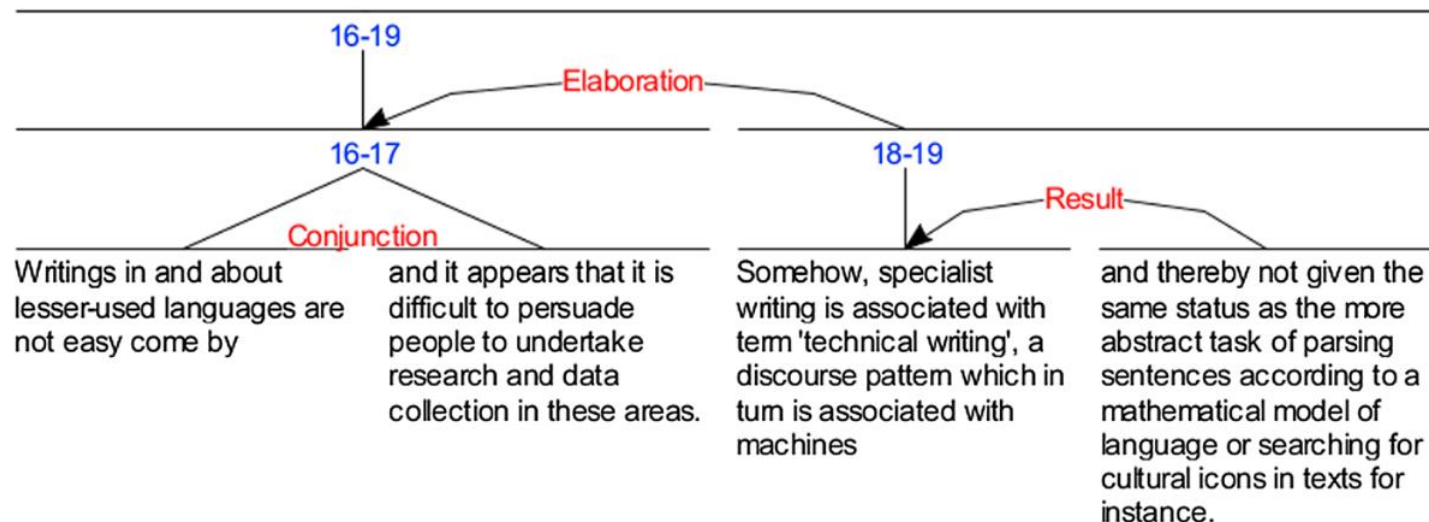 16-19
Elaboration
16-17
18-19
Result
Conjunction
Writings in and about
lesser-used languages are
not easy come by
and it appears that it is
difficult to persuade
people to undertake
research and data
collection in these areas.
Somehow, specialist
writing is associated with
term 'technical writing', a
discourse pattern which in
turn is associated with
machines
and thereby not given the
same status as the more
abstract task of parsing
sentences according to a
mathematical model of
language or searching for
cultural icons in texts for
instance.